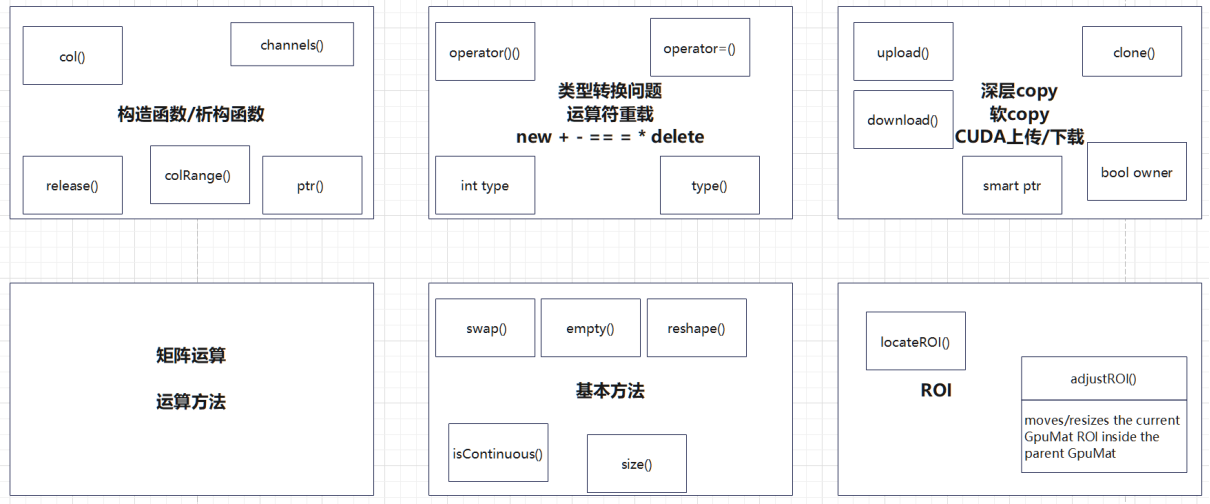 col()
channels()
构造函数/析构函数
release()
colRange()
ptr()
operator()()
operator=()
类型转换问题
运算符重载
new + - == = * delete
int type
type()
upload()
clone()
深层copy
download()
软copy
CUDA上传/下载
smart ptr
bool owner
矩阵运算
运算方法
swap()
empty()
reshape()
基本方法
isContinuous()
size()
locateROI()
ROI
adjustROI()
moves/resizes the current
GpuMat ROI inside the
parent GpuMat